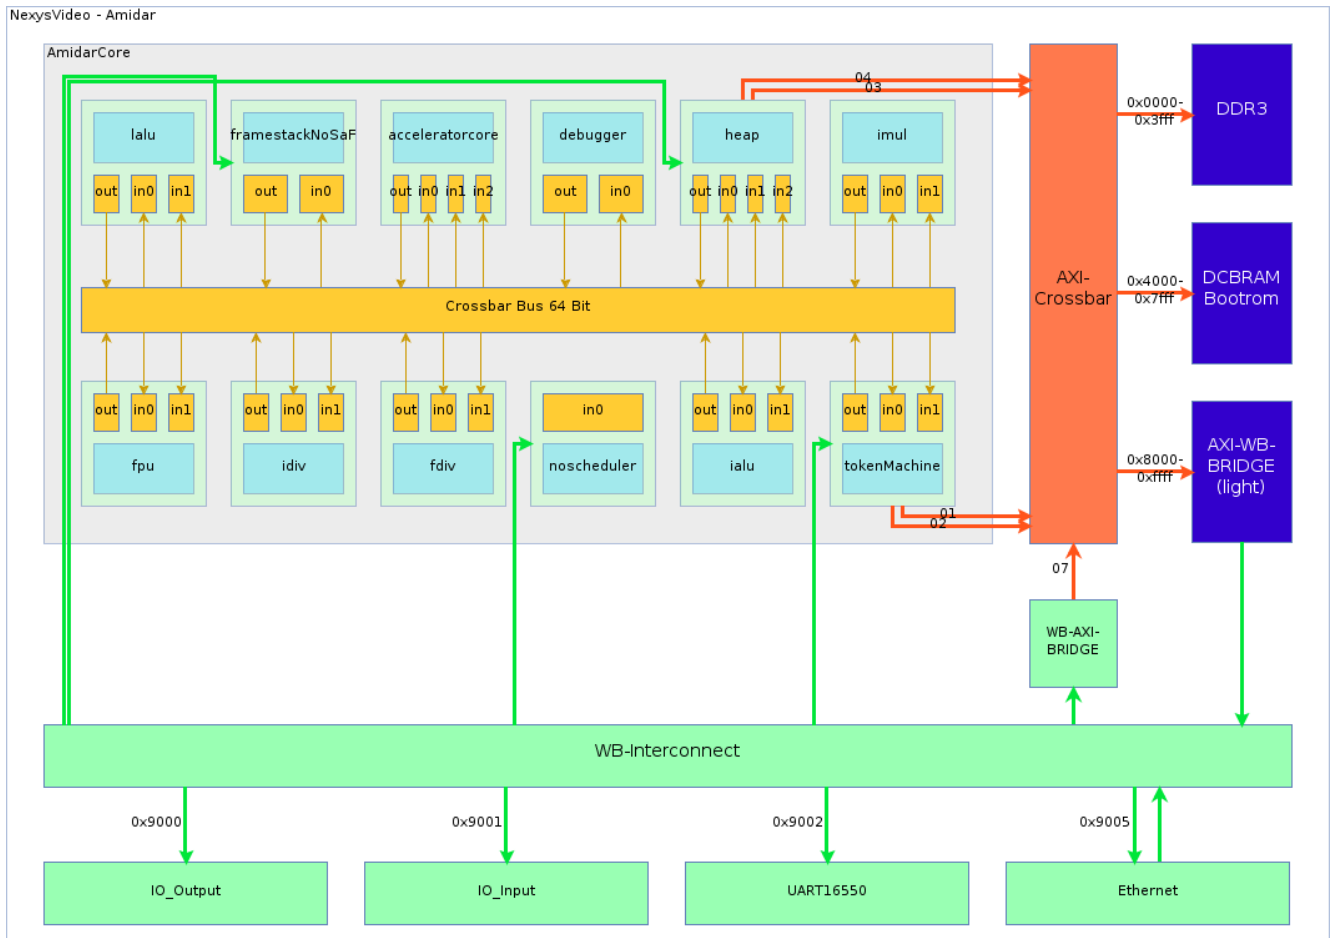 NexysVideo - Amidar
AmidarCore
04
03
lalu
framestackNoSaF
acceleratorcore
debugger
heap
imul
out in0 in1
out in0
out in0 in1 in2
out in0
out in0 in1 in2
out in0 in1
Crossbar Bus 64 Bit
out in0 in1
out in0 in1
out in0 in1
in0
out in0 in1
out in0 in1
fpu
idiv
fdiv
noscheduler
ialu
tokenMachine
01
02
AXI-
Crossbar
0x0000-
0x3fff
DDR3
0x4000-
0x7fff
DCBRAM
Bootrom
0x8000-
0xffff
AXI-WB-
BRIDGE
(light)
07
WB-AXI-
BRIDGE
WB-Interconnect
0x9000
0x9001
0x9002
0x9005
IO_Output
IO_Input
UART16550
Ethernet